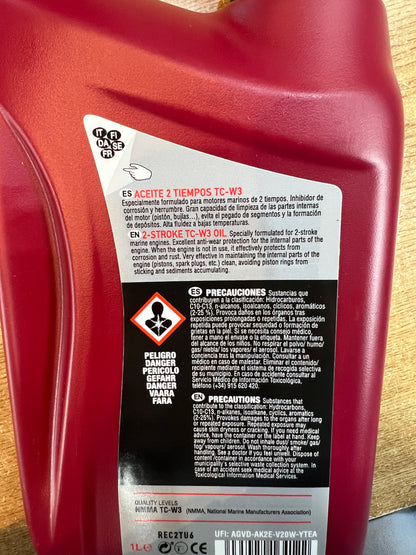 IT FI
DA SE
FR
ES ACEITE 2 TIEMPOS TC-W3
Especialmente formulado para motores marinos de 2 tiempos. Inhibidor de
corrosión y herrumbre. Gran capacidad de limpieza de las partes internas
del motor (pistón, bujías...), evita el pegado de segmentos y la formación
de depósitos. Alta fluidez a bajas temperaturas.
EN 2-STROKE TC-W3 OIL Specially formulated for 2-stroke
marine engines. Excellent anti-wear protection for the internal parts of the
engine. When the engine is not in use, it effectively protects from
corrosion and rust. Very effective in maintaining the internal parts of the
engine (pistons, spark plugs, etc.) clean, avoiding piston rings from
sticking and sediments accumulating.
PELIGRO
DANGER
PERICOLO
GEFAHR
DANGER
VAARA
FARA
ES PRECAUCIONES Sustancias que
contribuyen a la clasificación: Hidrocarburos,
C10-C13, n-alcanos, isoalcanos, cíclicos, aromáticos
(2-25 %). Provoca daños en los órganos tras
exposiciones prolongadas o repetidas. La exposición
repetida puede provocar sequedad o formación de
grietas en la piel. Si se necesita consejo médico,
tener a mano el envase o la etiqueta. Mantener fuera
del alcance de los niños. No respirar el polvo/ humo/
gas/ niebla/ los vapores/ el aerosol. Lavarse a
conciencia tras la manipulación. Consultar a un
médico en caso de malestar. Eliminar el contenido/
recipiente mediante el sistema de recogida selectiva
de su municipio. En caso de accidente consultar al
Servicio Médico de Información Toxicológica,
teléfono (+34) 915 620 420.
EN PRECAUTIONS Substances that
contribute to the classification: Hydrocarbons,
C10-C13, n-alkanes, isoalkanes, cyclics, aromatics
(2-25%). Provokes damages to the organs after long
or repeated exposure. Repeated exposure may
cause skin dryness or cracking. If you need medical
advice, have the container or the label at hand. Keep
away from children. Do not inhale dust/ smoke/ gas/
fog/ vapours/ aerosol. Wash thoroughly after
handling. See a doctor if you feel unwell. Dispose of
content/container in accordance with your
municipality's selective waste collection system. In
case of an accident seek medical advice at the
Toxicological Information Medical Services.
QUALITY LEVELS
NMMA TC-W3 (NMMA, National Marine Manufacturers Association)
REC2TU6
1L e
UFI: AGVD-AK2E-V20W-YTEA